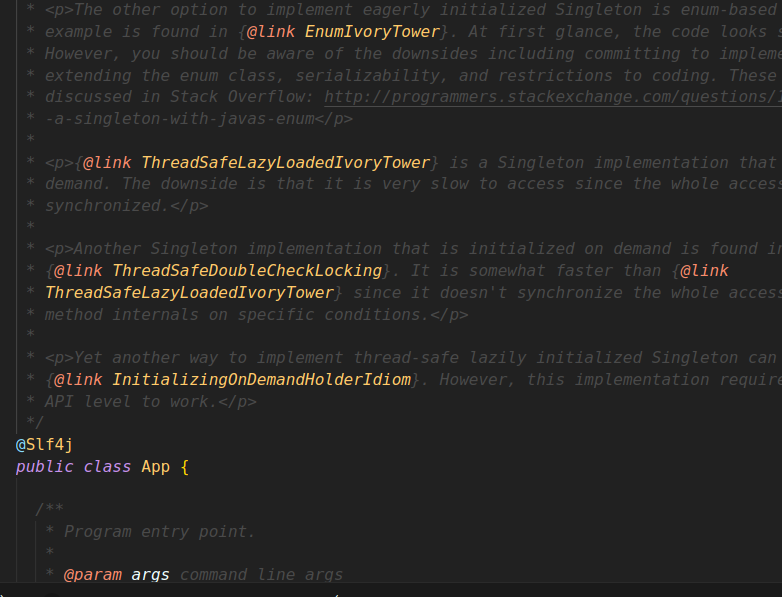 * <p>The other option to implement eagerly initialized Singleton is enum-based
* example is found in {@link EnumIvoryTower}. At first glance, the code looks
* However, you should be aware of the downsides including committing to
* extending the enum class, serializability, and restrictions to coding. These
* discussed in Stack Overflow: http://programmers.stackexchange.com/questions/
* -a-singleton-with-javas-enum</p>
*
* <p>{@link ThreadSafeLazyLoadedIvoryTower} is a Singleton implementation that
* demand. The downside is that it is very slow to access since the whole access
* synchronized.</p>
*
* <p>Another Singleton implementation that is initialized on demand is found
* {@link ThreadSafeDoubleCheckLocking}. It is somewhat faster than {@link
* ThreadSafeLazyLoadedIvoryTower} since it doesn't synchronize the whole access
* method internals on specific conditions.</p>
*
* <p>Yet another way to implement thread-safe lazily initialized Singleton can
* {@link InitializingOnDemandHolderIdiom}. However, this implementation
* API level to work.</p>
*/
@Slf4j
public class App {
/**
* Program entry point.
*
* @param args command line args